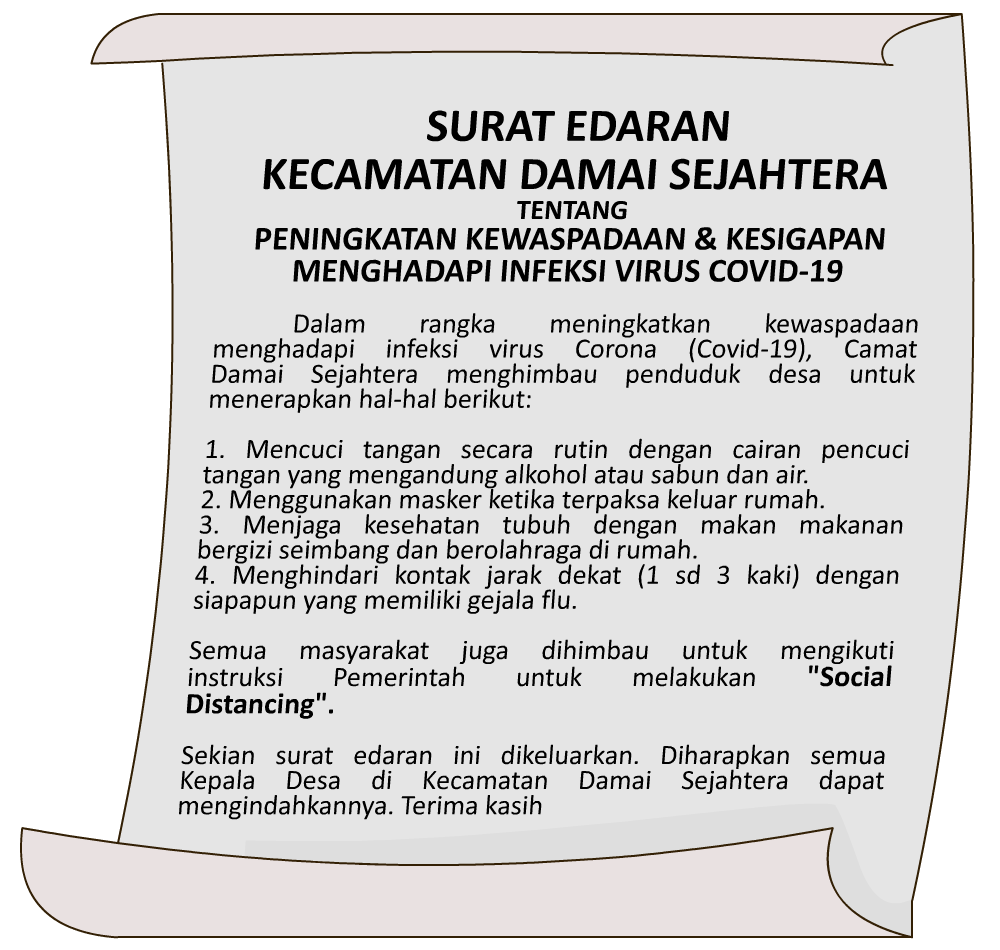 SURAT EDARAN
KECAMATAN DAMAI SEJAHTERA
TENTANG
PENINGKATAN KEWASPADAAN & KESIGAPAN
MENGHADAPI INFEKSI VIRUS COVID-19
Dalam rangka meningkatkan kewaspadaan
menghadapi infeksi virus Corona (Covid-19), Camat
Damai Sejahtera menghimbau penduduk desa untuk
menerapkan hal-hal berikut:
1. Mencuci tangan secara rutin dengan cairan pencuci
tangan yang mengandung alkohol atau sabun dan air.
2. Menggunakan masker ketika terpaksa keluar rumah.
3. Menjaga kesehatan tubuh dengan makan makanan
bergizi seimbang dan berolahraga di rumah.
4. Menghindari kontak jarak dekat (1 sd 3 kaki) dengan
siapapun yang memiliki gejala flu.
Semua masyarakat juga dihimbau untuk mengikuti
instruksi Pemerintah untuk melakukan "Social
Distancing".
Sekian surat edaran ini dikeluarkan. Diharapkan semua
Kepala Desa di Kecamatan Damai Sejahtera dapat
mengindahkannya. Terima kasih